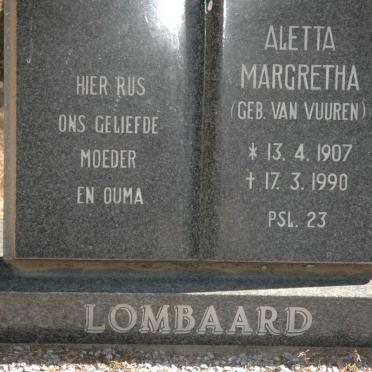 HIER RUS
ONS GELIEFDE
MOEDER
EN OUMA
ALETTA
MARGRETHA
(GEB. VAN VUUREN)
* 13. 4. 1907
† 17. 3. 1990
PSL. 23
LOMBAARD